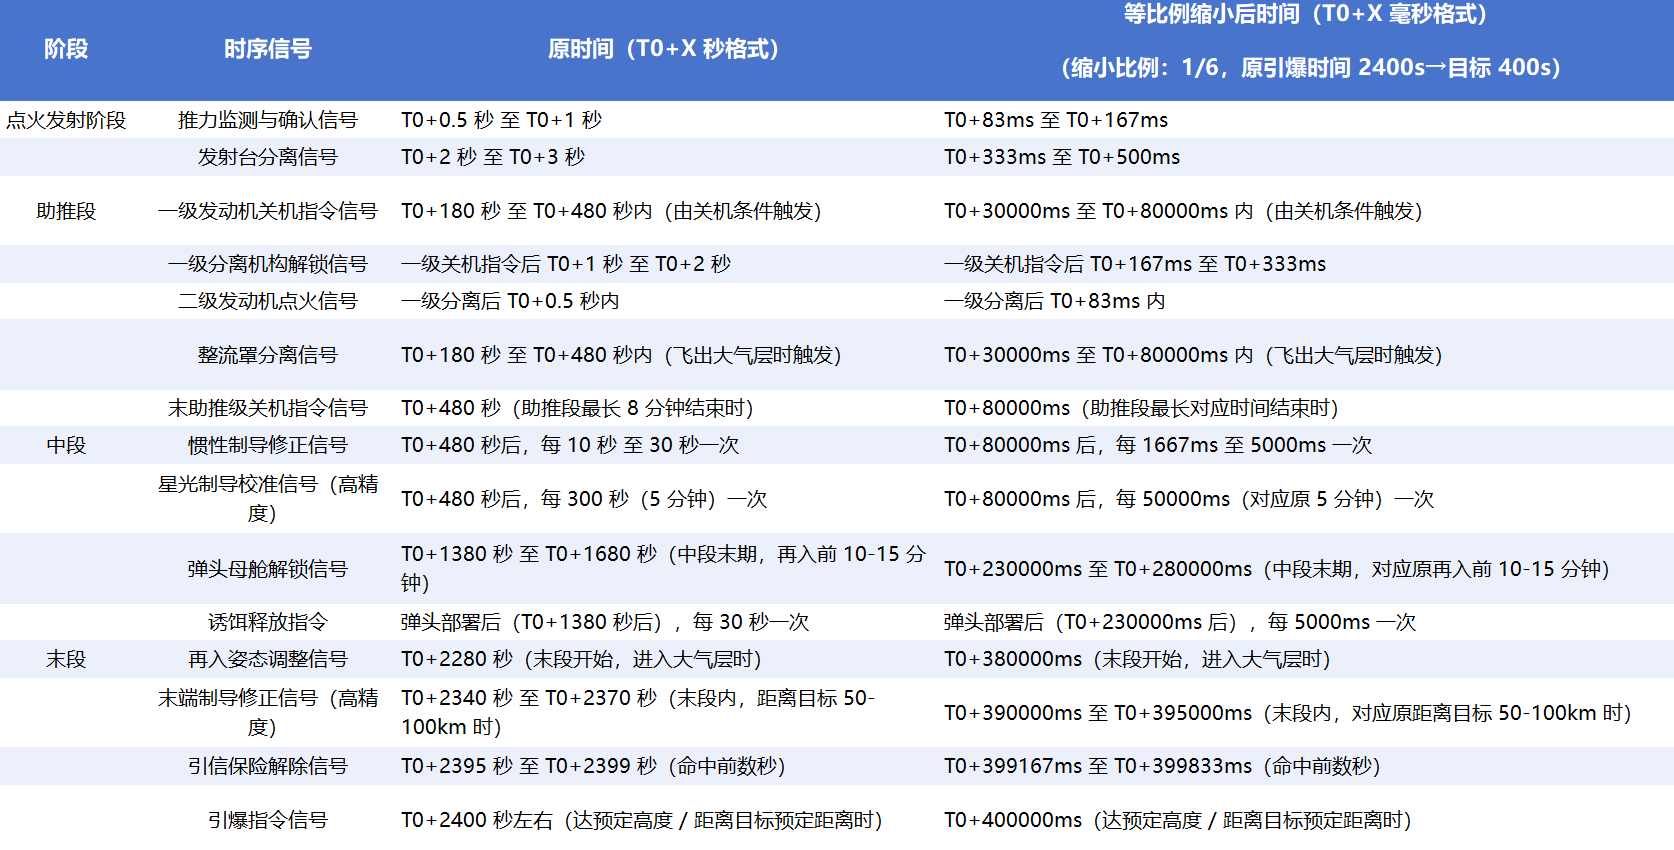 阶段 时序信号 原时间（T0+X 秒格式） 等比例缩小后时间（T0+X 毫秒格式）
（缩小比例：1/6，原引爆时间 2400s→目标 400s）
点火发射阶段 推力监测与确认信号 T0+0.5 秒 至 T0+1 秒 T0+83ms 至 T0+167ms
发射台分离信号 T0+2 秒 至 T0+3 秒 T0+333ms 至 T0+500ms
助推段 一级发动机关机指令信号 T0+180 秒 至 T0+480 秒内（由关机条件触发） T0+30000ms 至 T0+80000ms 内（由关机条件触发）
一级分离机构解锁信号 一级关机指令后 T0+1 秒 至 T0+2 秒 一级关机指令后 T0+167ms 至 T0+333ms
二级发动机点火信号 一级分离后 T0+0.5 秒内 一级分离后 T0+83ms 内
整流罩分离信号 T0+180 秒 至 T0+480 秒内（飞出大气层时触发） T0+30000ms 至 T0+80000ms 内（飞出大气层时触发）
末助推级关机指令信号 T0+480 秒（助推段最长 8 分钟结束时） T0+80000ms（助推段最长对应时间结束时）
中段 惯性制导修正信号 T0+480 秒后，每 10 秒 至 30 秒一次 T0+80000ms 后，每 1667ms 至 5000ms 一次
星光制导校准信号（高精
度） T0+480 秒后，每 300 秒（5 分钟）一次 T0+80000ms 后，每 50000ms（对应原 5 分钟）一次
弹头母舱解锁信号 T0+1380 秒 至 T0+1680 秒（中段末期，再入前 10-15 分
钟） T0+230000ms 至 T0+280000ms（中段末期，对应原再入前 10-15 分钟）
诱饵释放指令 弹头部署后（T0+1380 秒后），每 30 秒一次 弹头部署后（T0+230000ms 后），每 5000ms 一次
末段 再入姿态调整信号 T0+2280 秒（末段开始，进入大气层时） T0+380000ms（末段开始，进入大气层时）
末端制导修正信号（高精
度） T0+2340 秒 至 T0+2370 秒（末段内，距离目标 50-
100km 时） T0+390000ms 至 T0+395000ms（末段内，对应原距离目标 50-100km 时）
引信保险解除信号 T0+2395 秒 至 T0+2399 秒（命中前数秒） T0+399167ms 至 T0+399833ms（命中前数秒）
引爆指令信号 T0+2400 秒左右（达预定高度 / 距离目标预定距离时） T0+400000ms（达预定高度 / 距离目标预定距离时）